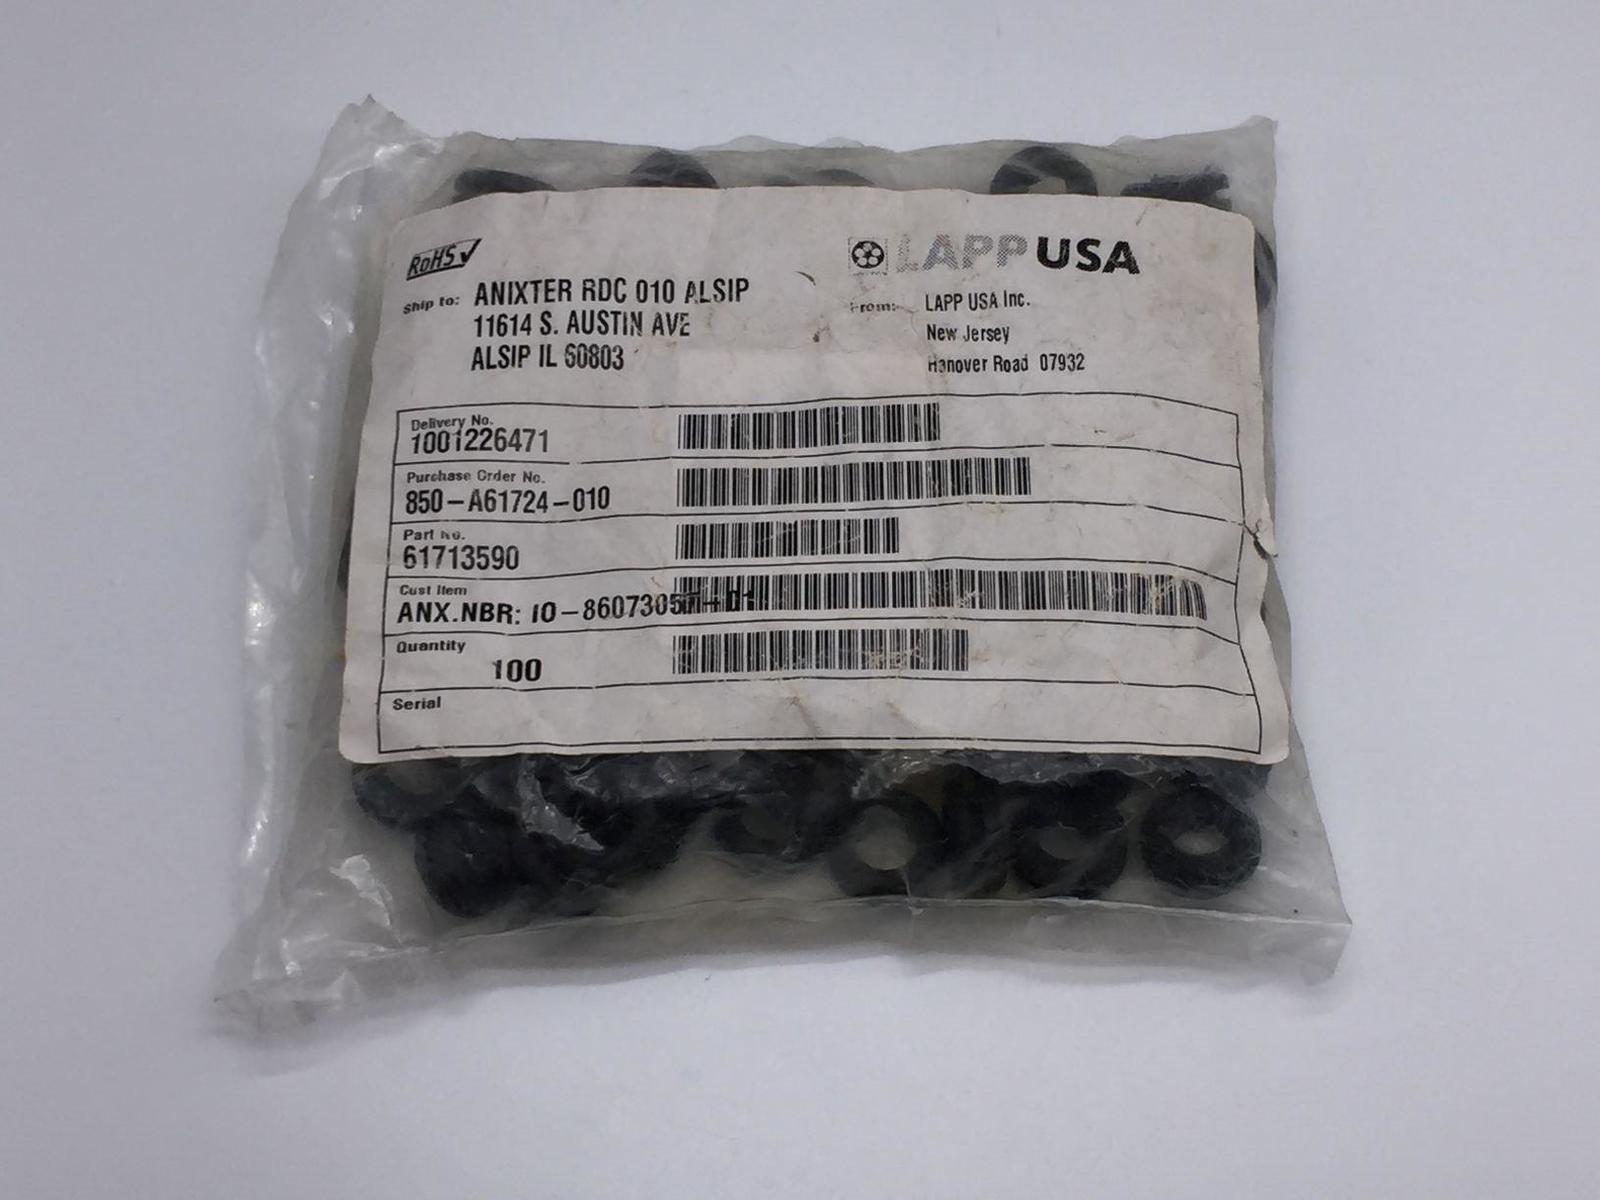 RoHS
LAPP USA
Ship to: ANIXTER RDC 010 ALSIP
11614 S. AUSTIN AVE
ALSIP IL 60803
From: LAPP USA Inc.
New Jersey
Hanover Road 07932
Delivery No.
1001226471
Purchase Order No.
850-A61724-010
Part No.
61713590
Cust Item
ANX.NBR: 10-8607305
Quantity
100
Serial